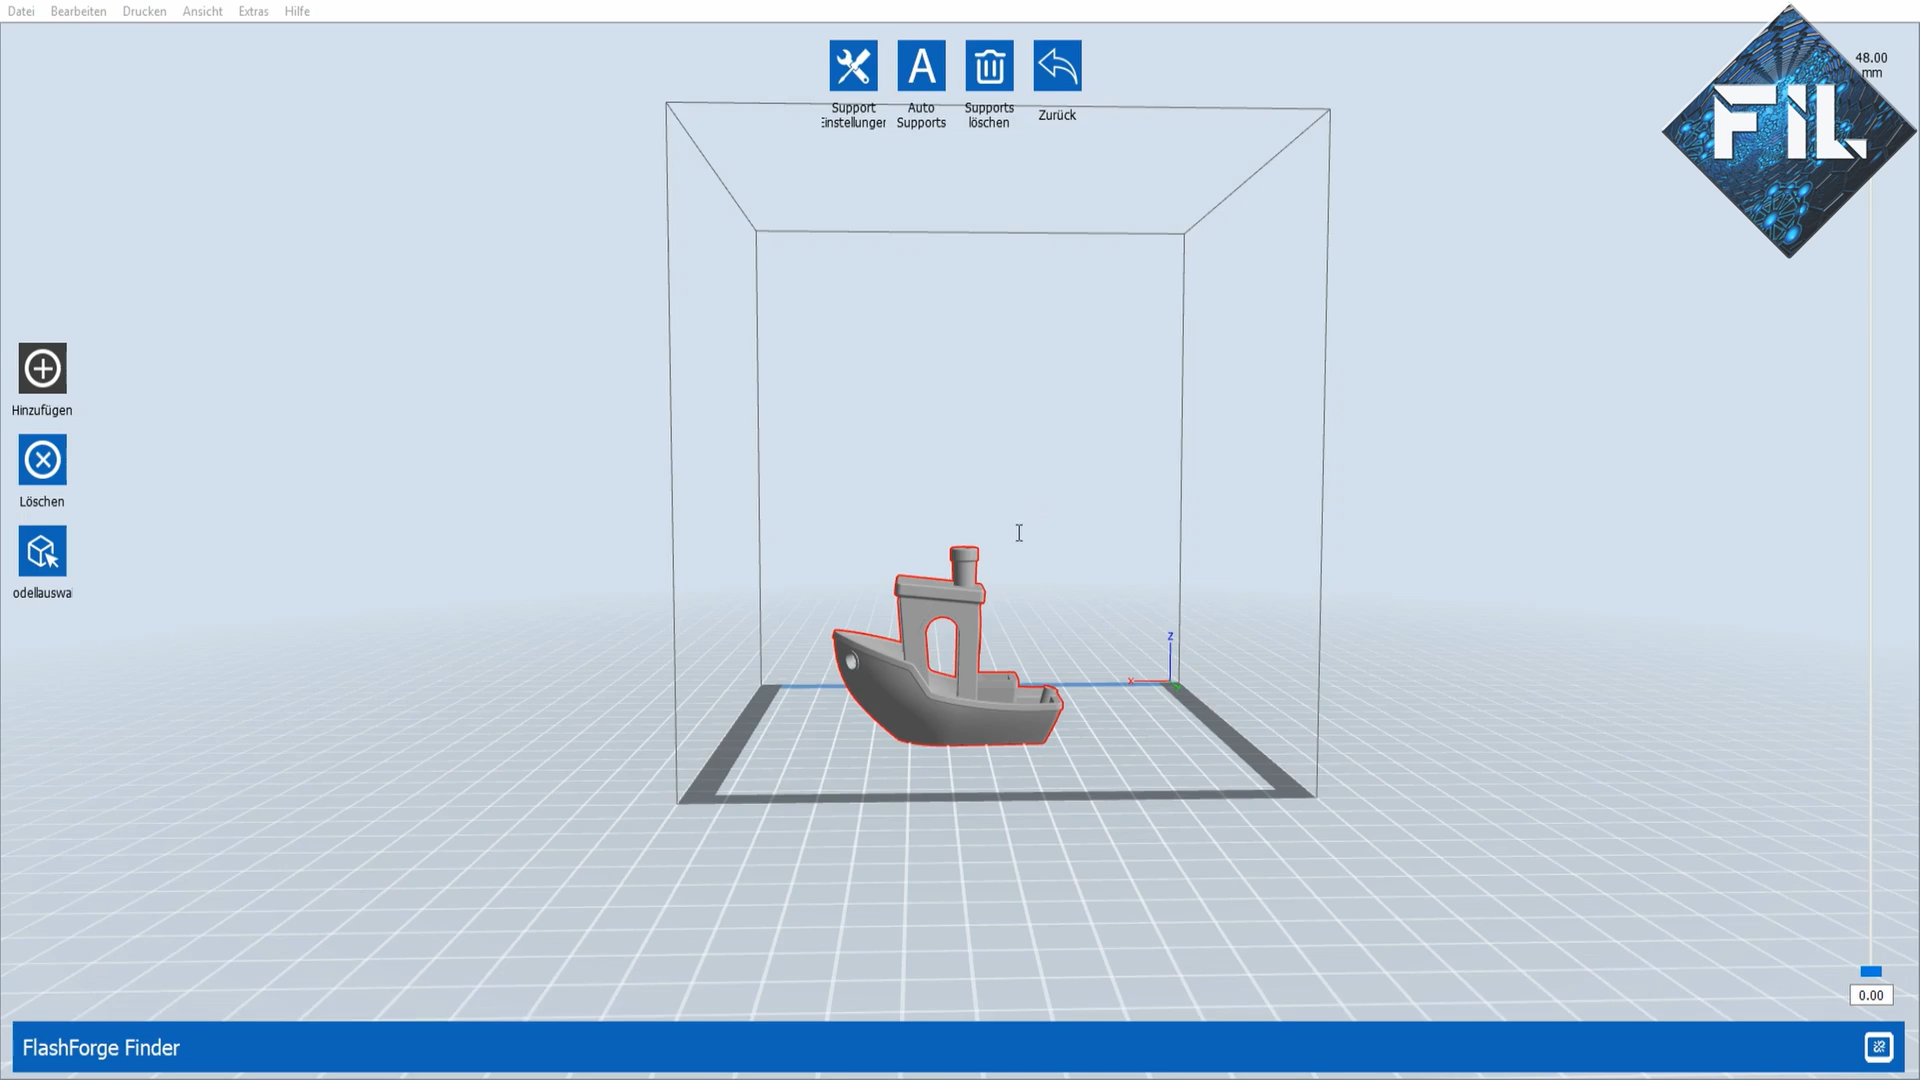 Datei Bearbeiten Drucken Ansicht Extras Hilfe
Support
Einstellungen
Auto
Supports
Supports
löschen
Zurück
48.00
mm
FIL
Hinzufügen
Löschen
odellauswa
z
x
0.00
FlashForge Finder